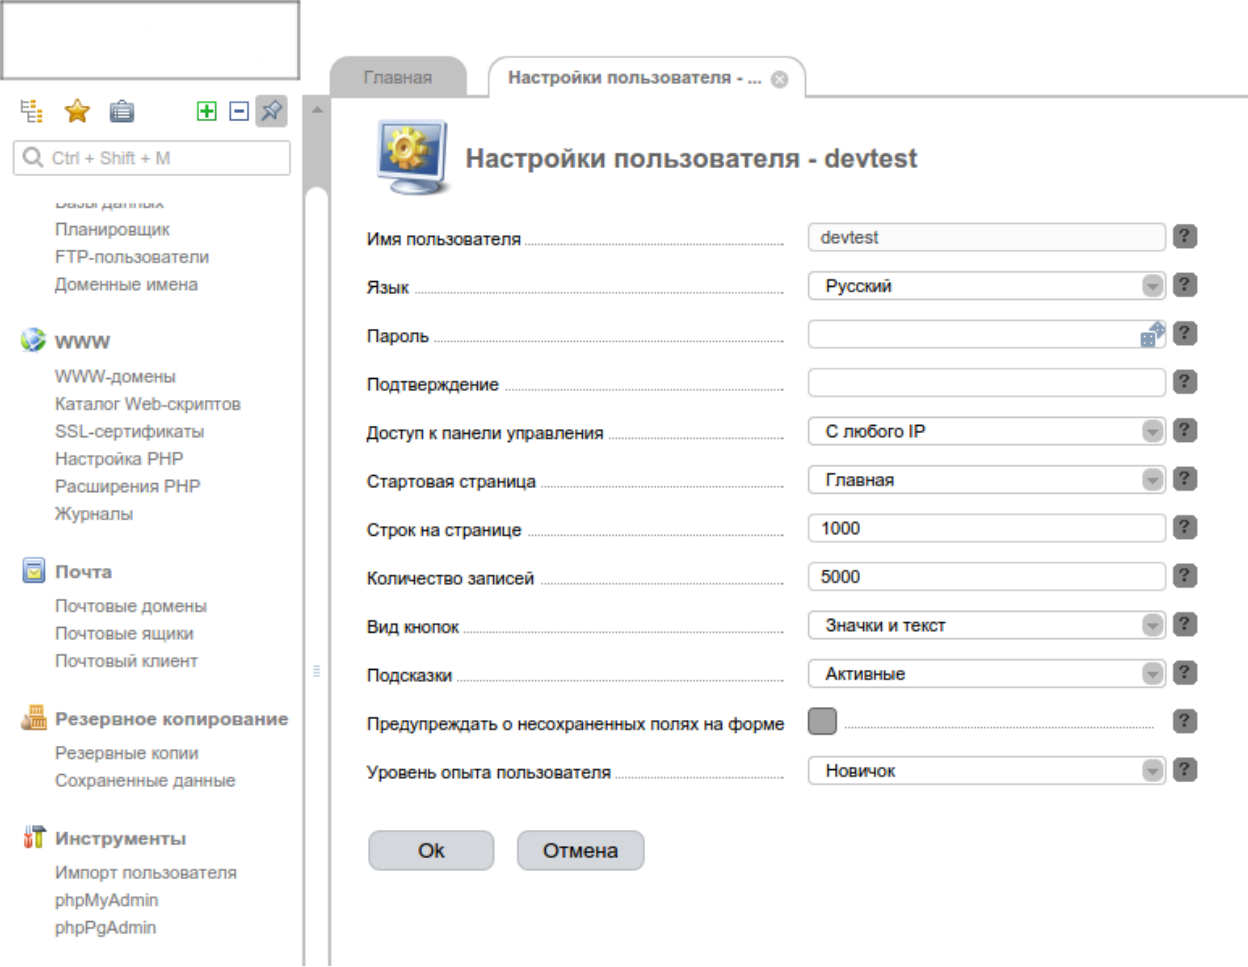 Главная
Настройки пользователя - ...
Ctrl + Shift + M
Базы данных
Планировщик
FTP-пользователи
Доменные имена
WWW
WWW-домены
Каталог Web-скриптов
SSL-сертификаты
Настройка PHP
Расширения PHP
Журналы
Почта
Почтовые домены
Почтовые ящики
Почтовый клиент
Резервное копирование
Резервные копии
Сохраненные данные
Инструменты
Импорт пользователя
phpMyAdmin
phpPgAdmin
Настройки пользователя - devtest
Имя пользователя devtest ?
Язык Русский ?
Пароль ?
Подтверждение ?
Доступ к панели управления С любого IP ?
Стартовая страница Главная ?
Строк на странице 1000 ?
Количество записей 5000 ?
Вид кнопок Значки и текст ?
Подсказки Активные ?
Предупреждать о несохраненных полях на форме ?
Уровень опыта пользователя Новичок ?
Ok Отмена